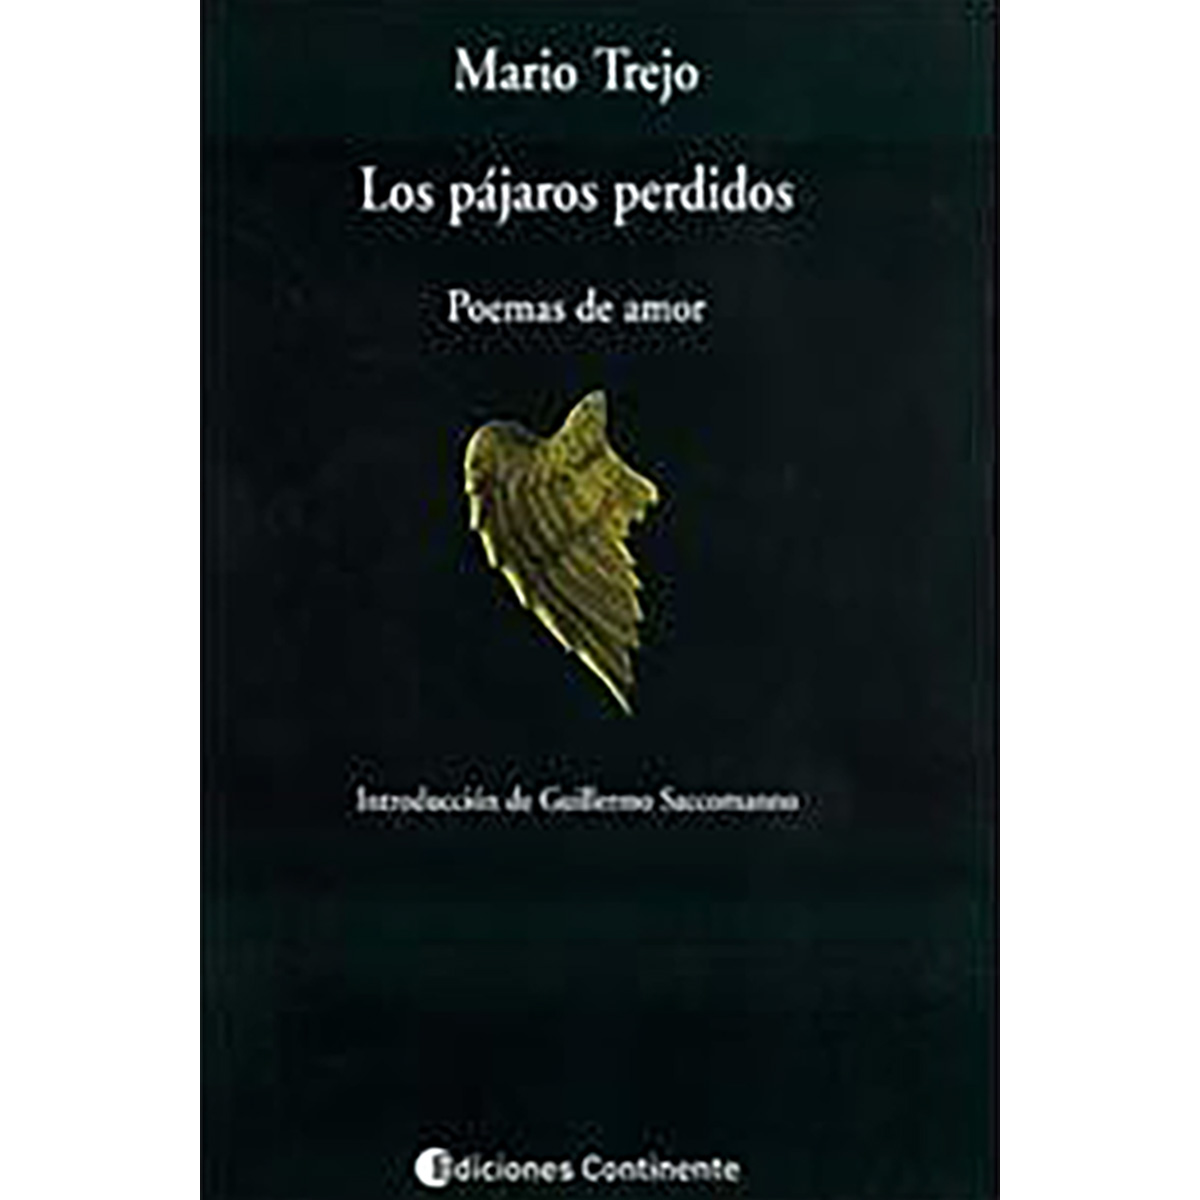 Mario Trejo
Los pájaros perdidos
Poemas de amor
Introducción de Guillermo Saccomanno
Ediciones Continente